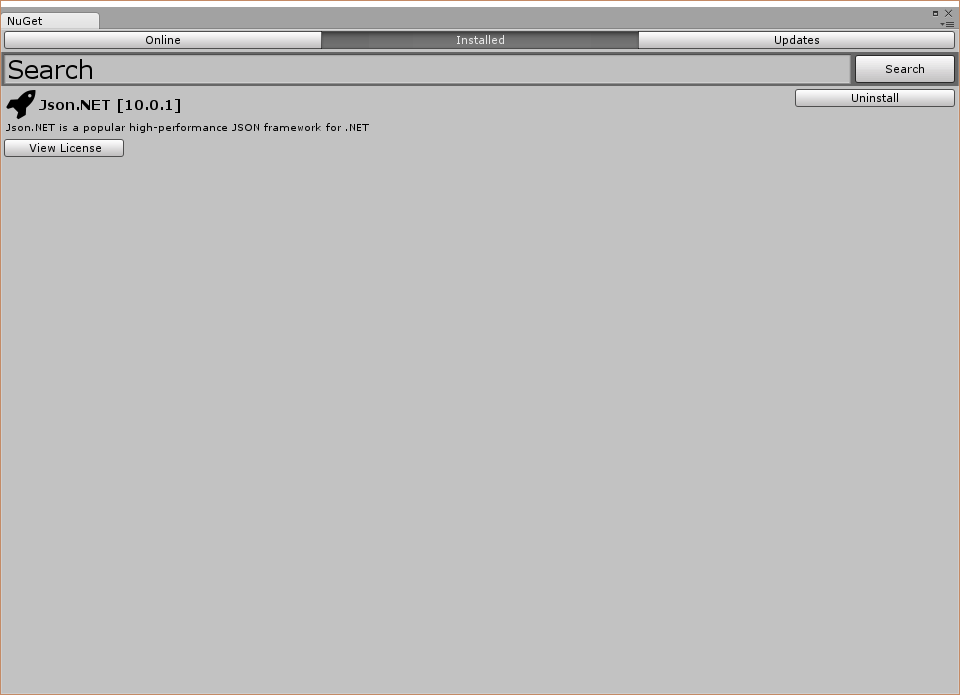 NuGet
Online Installed Updates
Search Search
Json.NET [10.0.1] Uninstall
Json.NET is a popular high-performance JSON framework for .NET
View License